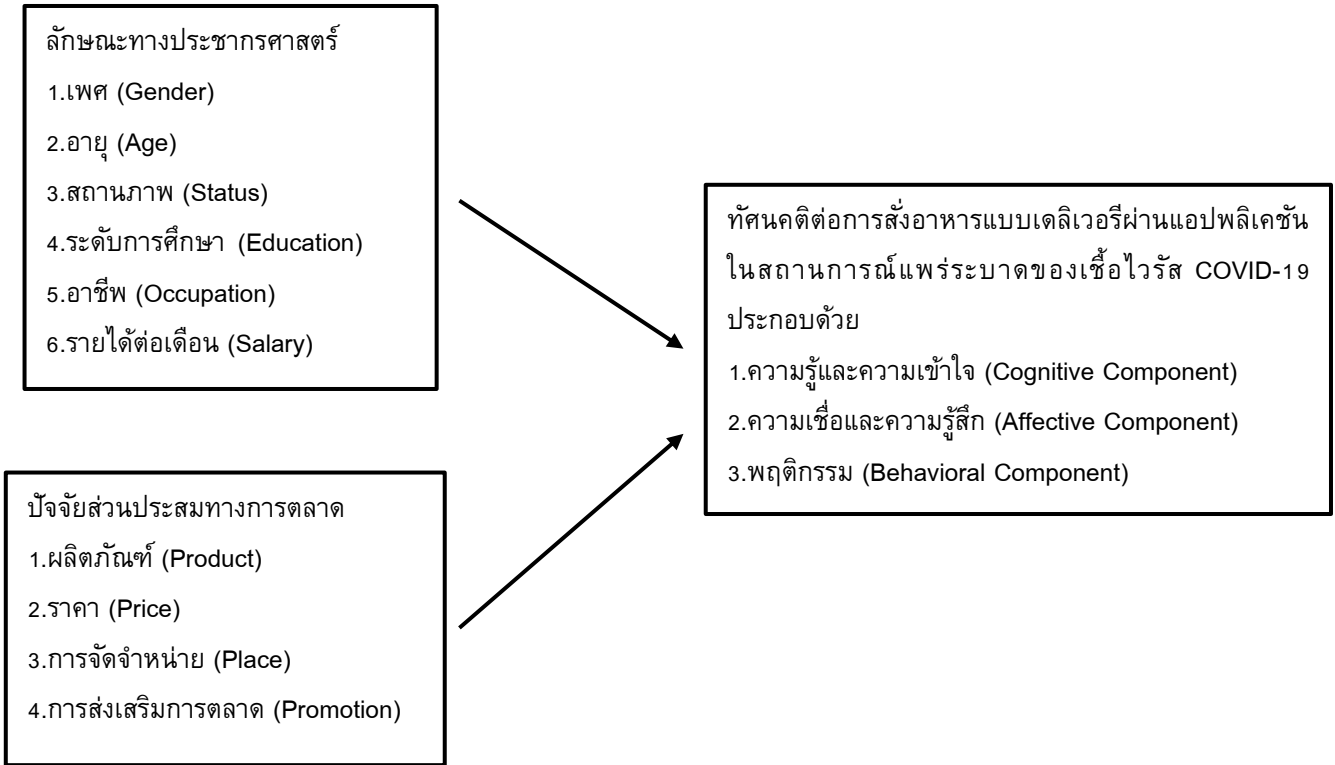 ลักษณะทางประชากรศาสตร์
1.เพศ (Gender)
2.อายุ (Age)
3.สถานภาพ (Status)
4.ระดับการศึกษา (Education)
5.อาชีพ (Occupation)
6.รายได้ต่อเดือน (Salary)
ปัจจัยส่วนประสมทางการตลาด
1.ผลิตภัณฑ์ (Product)
2.ราคา (Price)
3.การจัดจำหน่าย (Place)
4.การส่งเสริมการตลาด (Promotion)
ทัศนคติต่อการสั่งอาหารแบบเดลิเวอรีผ่านแอปพลิเคชัน
ในสถานการณ์แพร่ระบาดของเชื้อไวรัส COVID-19
ประกอบด้วย
1.ความรู้และความเข้าใจ (Cognitive Component)
2.ความเชื่อและความรู้สึก (Affective Component)
3.พฤติกรรม (Behavioral Component)